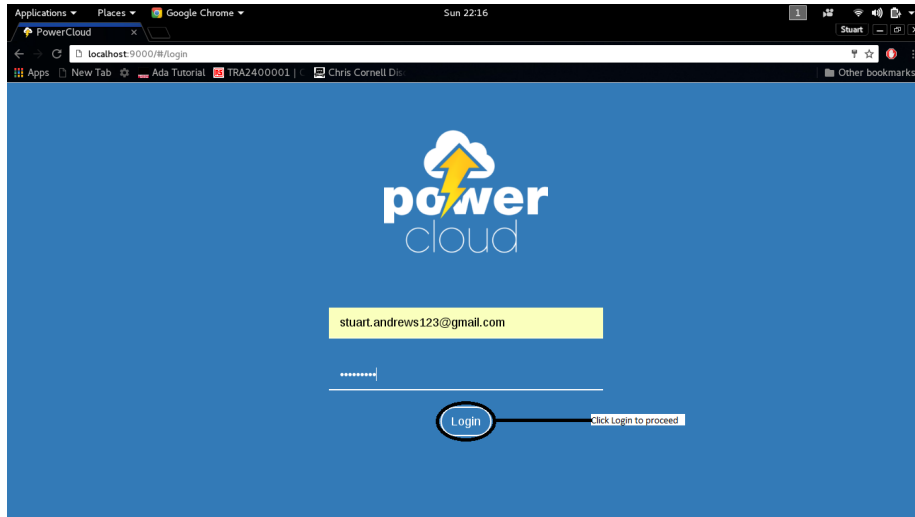 Applications Places Google Chrome Sun 22:16 1
PowerCloud × Stuart
localhost:9000/#/login
Apps New Tab Ada Tutorial TRA2400001 | Chris Cornell Dis Other bookmarks
power
cloud
stuart.andrews123@gmail.com
•••••••••
Login Click Login to proceed